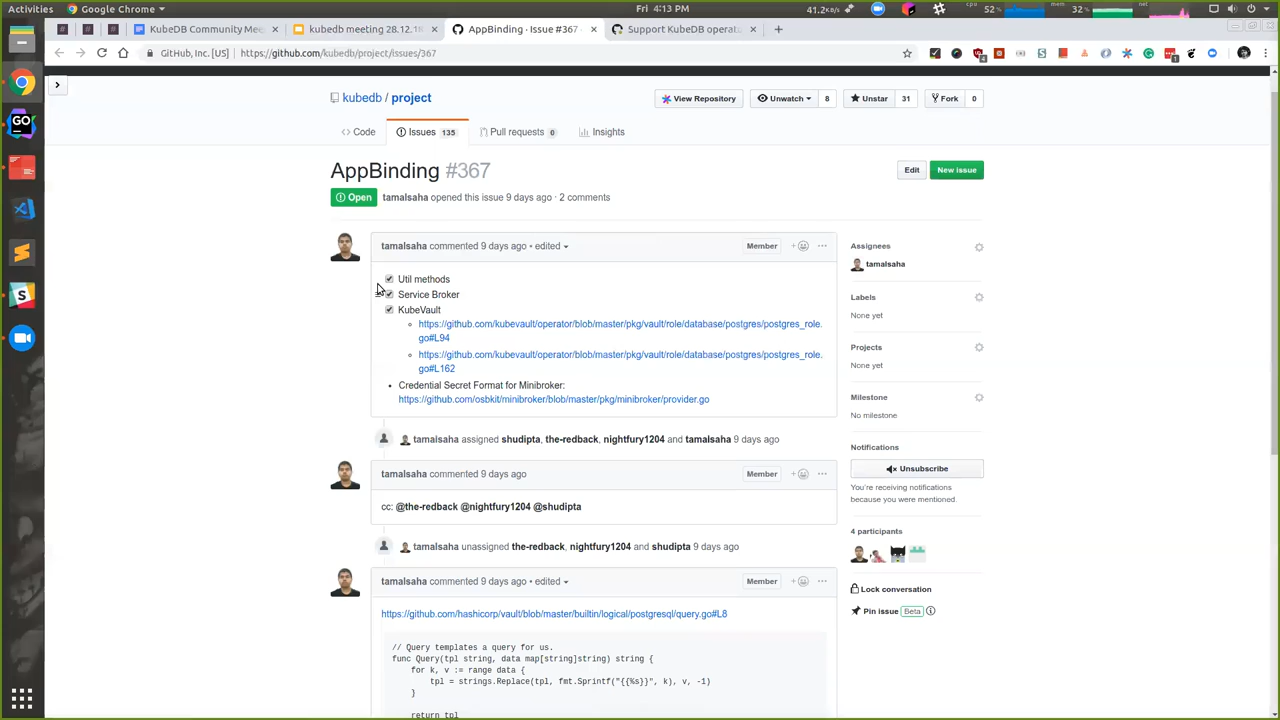 Activities Google Chrome Fri 4:13 PM 41.2k/s cpu 52 % mem 32 % net
KubeDB Community Mee × kubedb meeting 28.12.1 × AppBinding · Issue #367 × Support KubeDB operat ×
GitHub, Inc. [US] https://github.com/kubedb/project/issues/367
kubedb / project
View Repository Unwatch 8 Unstar 31 Fork 0
Code Issues 135 Pull requests 0 Insights
AppBinding #367
Edit New issue
Open tamalsaha opened this issue 9 days ago · 2 comments
tamalsaha commented 9 days ago • edited Member
Util methods
Service Broker
KubeVault
https://github.com/kubevault/operator/blob/master/pkg/vault/role/database/postgres/postgres_role.
go#L94
https://github.com/kubevault/operator/blob/master/pkg/vault/role/database/postgres/postgres_role.
go#L162
• Credential Secret Format for Minibroker:
https://github.com/osbkit/minibroker/blob/master/pkg/minibroker/provider.go
tamalsaha assigned shudipta, the-redback, nightfury1204 and tamalsaha 9 days ago
tamalsaha commented 9 days ago Member
cc: @the-redback @nightfury1204 @shudipta
tamalsaha unassigned the-redback, nightfury1204 and shudipta 9 days ago
tamalsaha commented 9 days ago • edited Member
https://github.com/hashicorp/vault/blob/master/builtin/logical/postgresql/query.go#L8
// Query templates a query for us.
func Query(tpl string, data map[string]string) string {
for k, v := range data {
tpl = strings.Replace(tpl, fmt.Sprintf("{{%s}}", k), v, -1)
}
return tpl
Assignees
tamalsaha
Labels
None yet
Projects
None yet
Milestone
No milestone
Notifications
Unsubscribe
You're receiving notifications
because you were mentioned.
4 participants
Lock conversation
Pin issue Beta